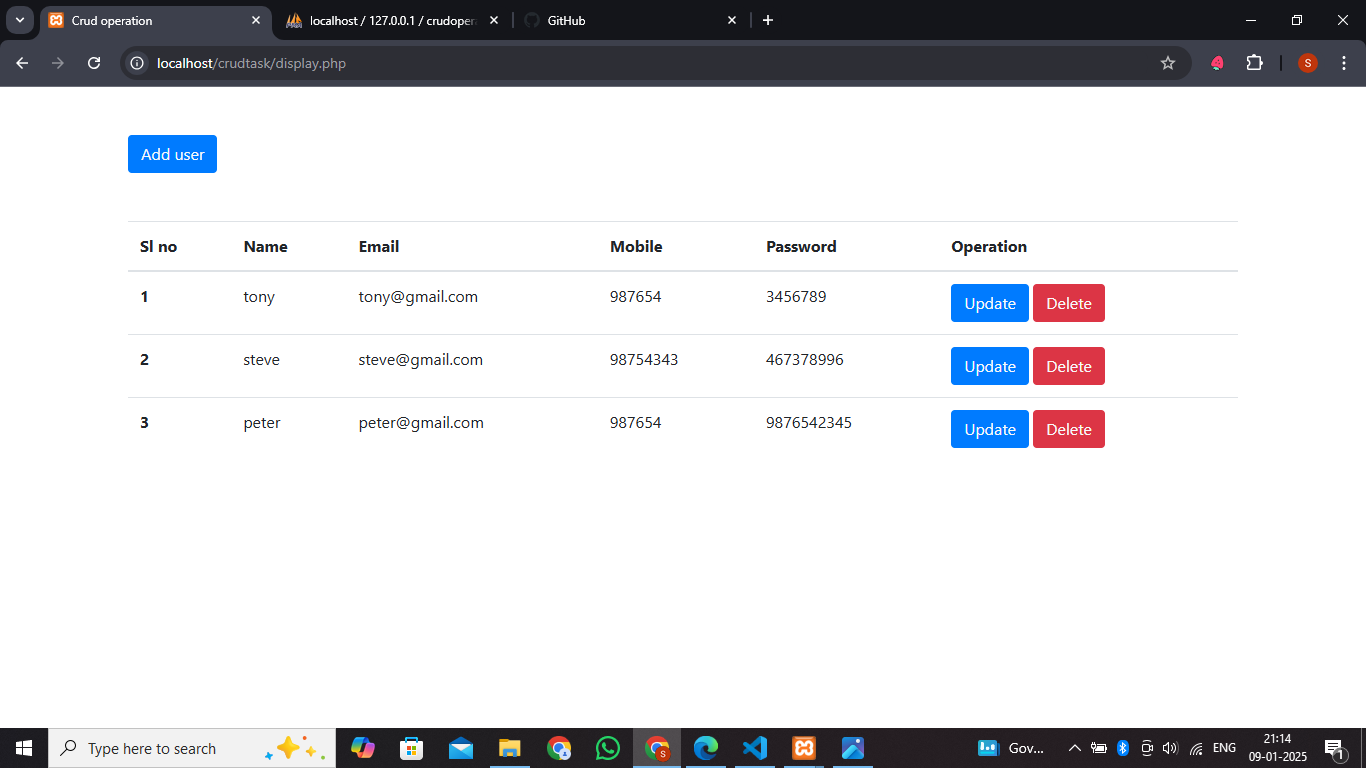 Crud operation
localhost / 127.0.0.1 / crudopera
GitHub
localhost/crudtask/display.php
S
Add user
Sl no Name Email Mobile Password Operation
1 tony tony@gmail.com 987654 3456789 Update Delete
2 steve steve@gmail.com 98754343 467378996 Update Delete
3 peter peter@gmail.com 987654 9876542345 Update Delete
Type here to search
S
Gov...
ENG
21:14
09-01-2025
1